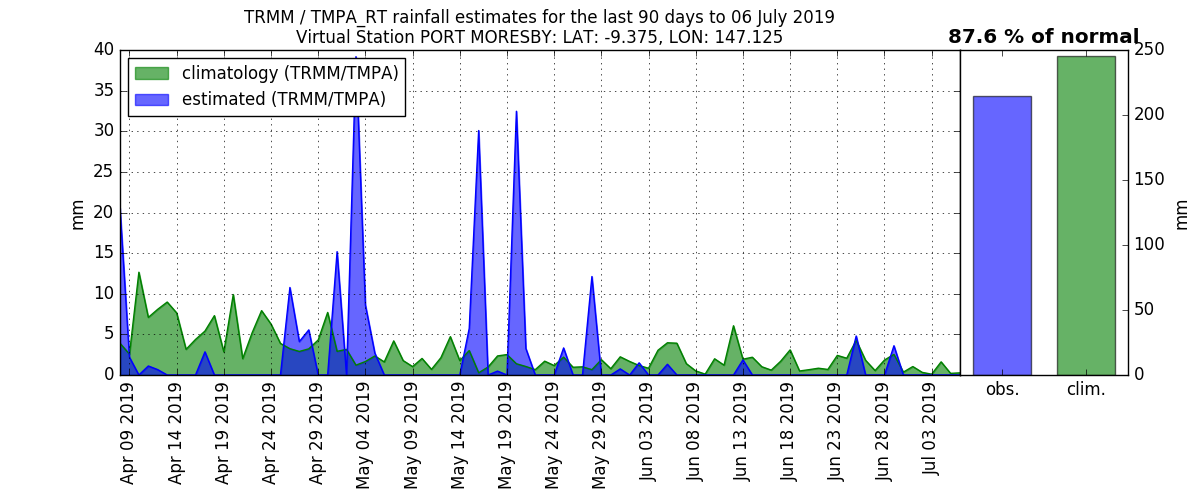 TRMM / TMPA_RT rainfall estimates for the last 90 days to 06 July 2019
Virtual Station PORT MORESBY: LAT: -9.375, LON: 147.125
87.6 % of normal
climatology (TRMM/TMPA)
estimated (TRMM/TMPA)
40
35
30
25
20
15
10
5
0
mm
Apr 09 2019
Apr 14 2019
Apr 19 2019
Apr 24 2019
Apr 29 2019
May 04 2019
May 09 2019
May 14 2019
May 19 2019
May 24 2019
May 29 2019
Jun 03 2019
Jun 08 2019
Jun 13 2019
Jun 18 2019
Jun 23 2019
Jun 28 2019
Jul 03 2019
obs.
clim.
250
200
150
100
50
0
mm